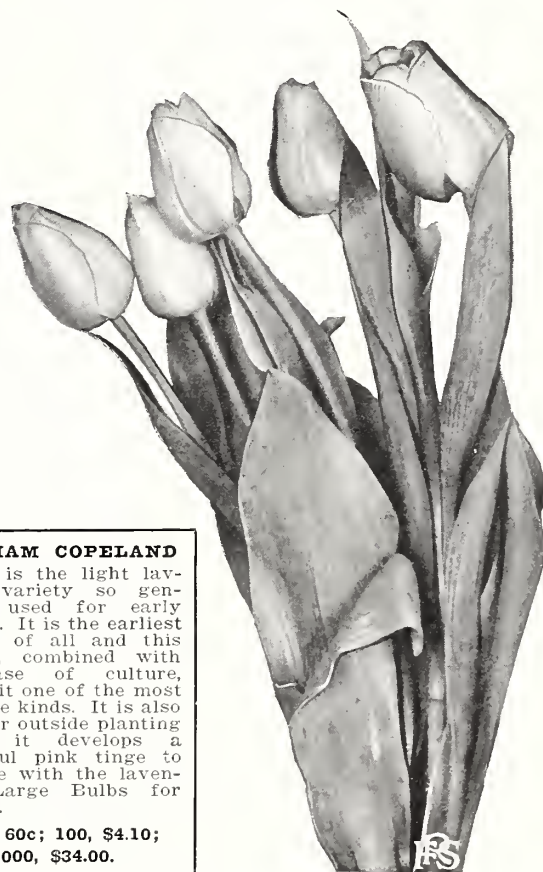 IAM COPELAND
is the light lav-
variety so gen-
used for early
. It is the earliest
of all and this
combined with
ase of culture,
it one of the most
e kinds. It is also
r outside planting
it develops a
ul pink tinge to
e with the laven-
Large Bulbs for
.
60c; 100, $4.10;
000, $34.00.